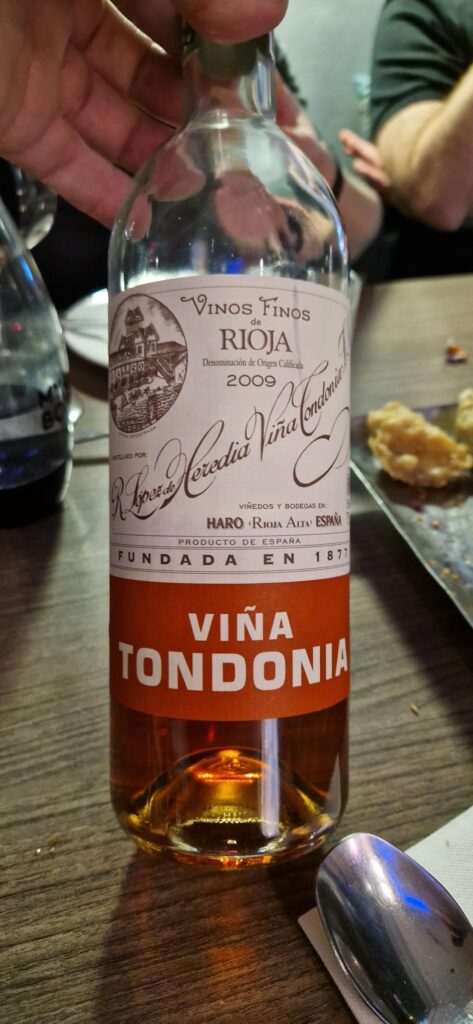 VINOS FINOS
de
RIOJA
Denominación de Origen Calificada
2009
R. López de Heredia Viña Tondonia, S.
VIÑEDOS Y BODEGAS EN:
HARO (RIOJA ALTA) ESPAÑA
PRODUCTO DE ESPAÑA
FUNDADA EN 1877
VIÑA
TONDONIA